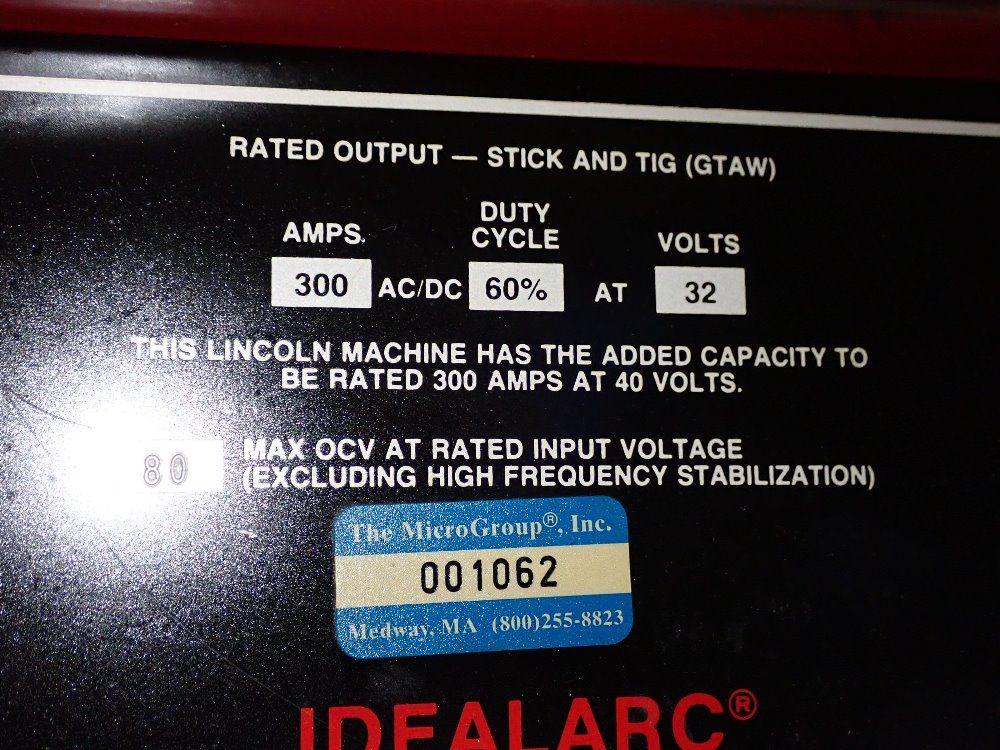 RATED OUTPUT — STICK AND TIG (GTAW)
AMPS. DUTY CYCLE VOLTS
300 AC/DC 60% AT 32
THIS LINCOLN MACHINE HAS THE ADDED CAPACITY TO
BE RATED 300 AMPS AT 40 VOLTS.
80 MAX OCV AT RATED INPUT VOLTAGE
(EXCLUDING HIGH FREQUENCY STABILIZATION)
The MicroGroup®, Inc.
001062
Medway, MA (800)255-8823
IDEALARC®